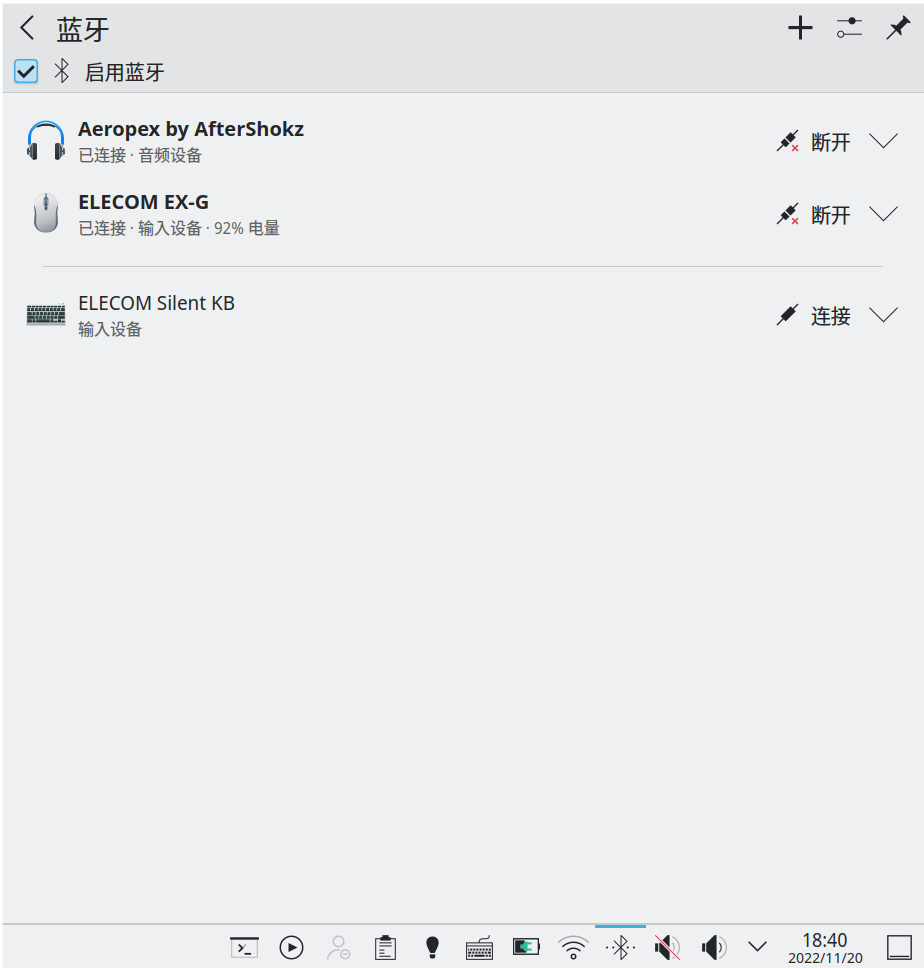 蓝牙
启用蓝牙
Aeropex by AfterShokz
已连接 · 音频设备
断开
ELECOM EX-G
已连接 · 输入设备 · 92% 电量
断开
ELECOM Silent KB
输入设备
连接
18:40
2022/11/20